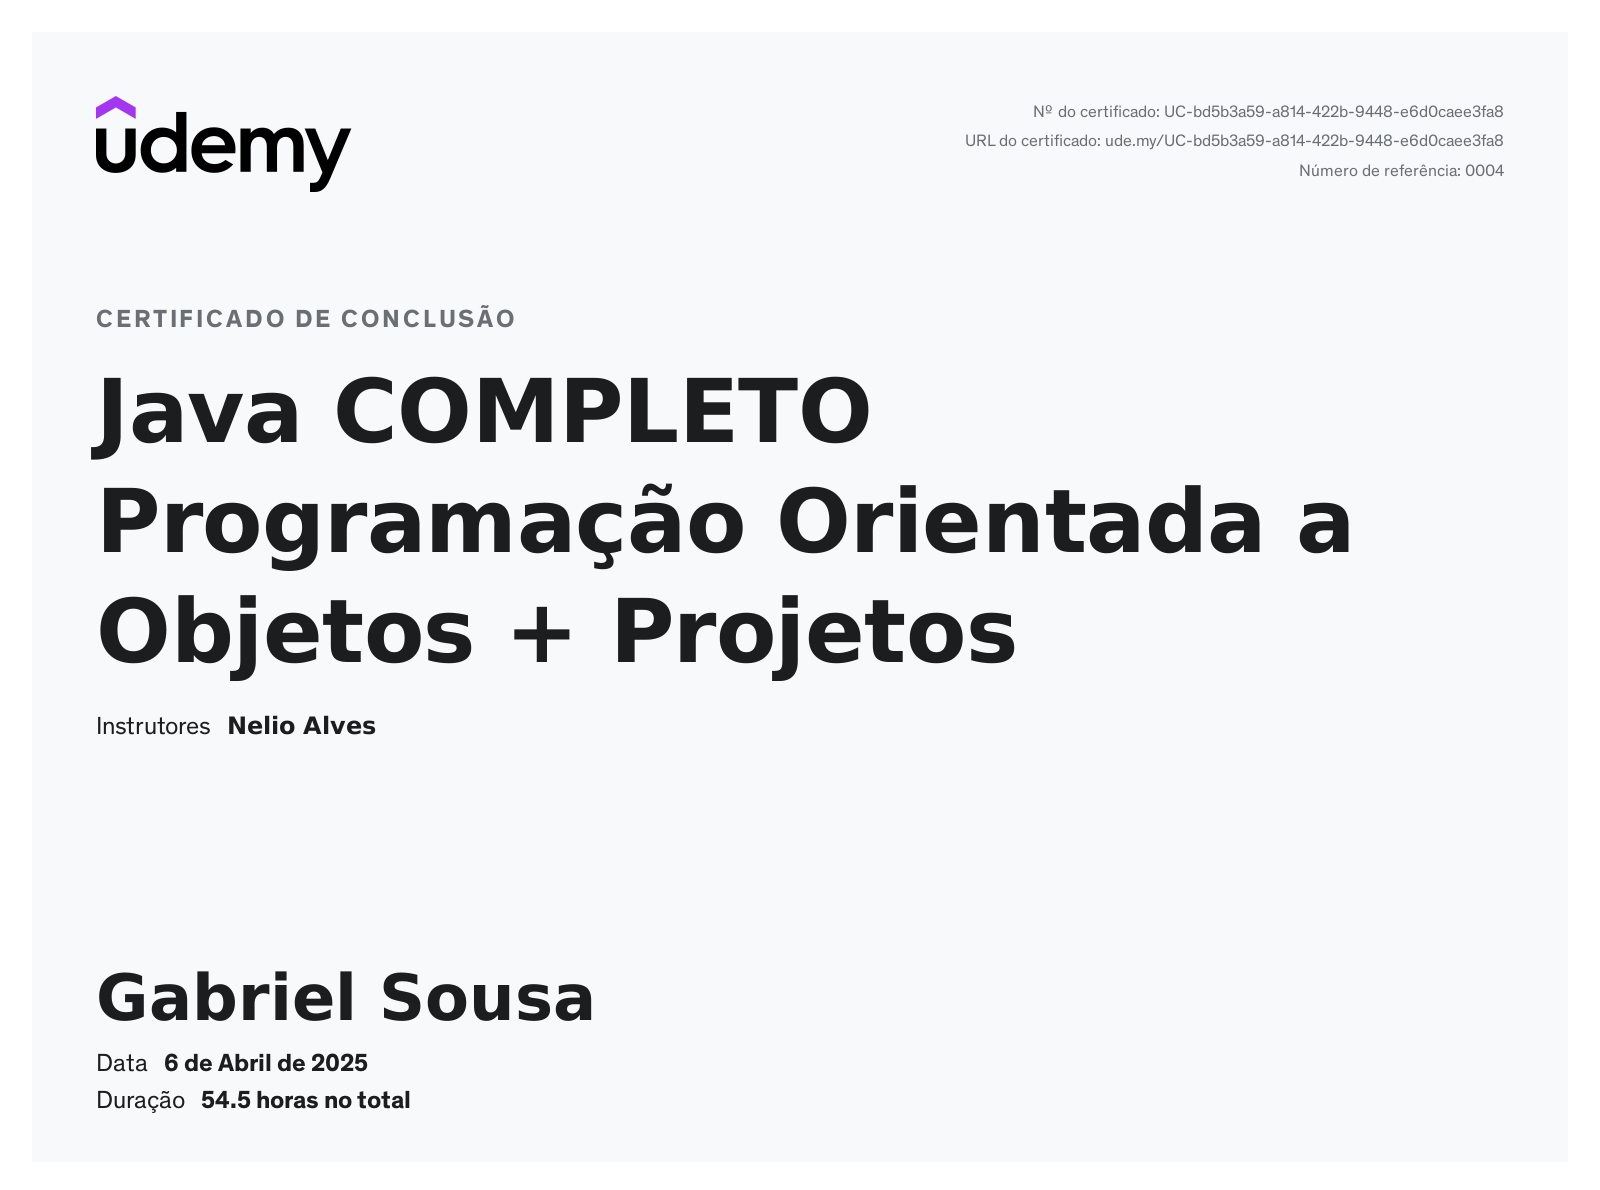 udemy
Nº do certificado: UC-bd5b3a59-a814-422b-9448-e6d0caee3fa8
URL do certificado: ude.my/UC-bd5b3a59-a814-422b-9448-e6d0caee3fa8
Número de referência: 0004
CERTIFICADO DE CONCLUSÃO
Java COMPLETO
Programação Orientada a
Objetos + Projetos
Instrutores Nelio Alves
Gabriel Sousa
Data 6 de Abril de 2025
Duração 54.5 horas no total